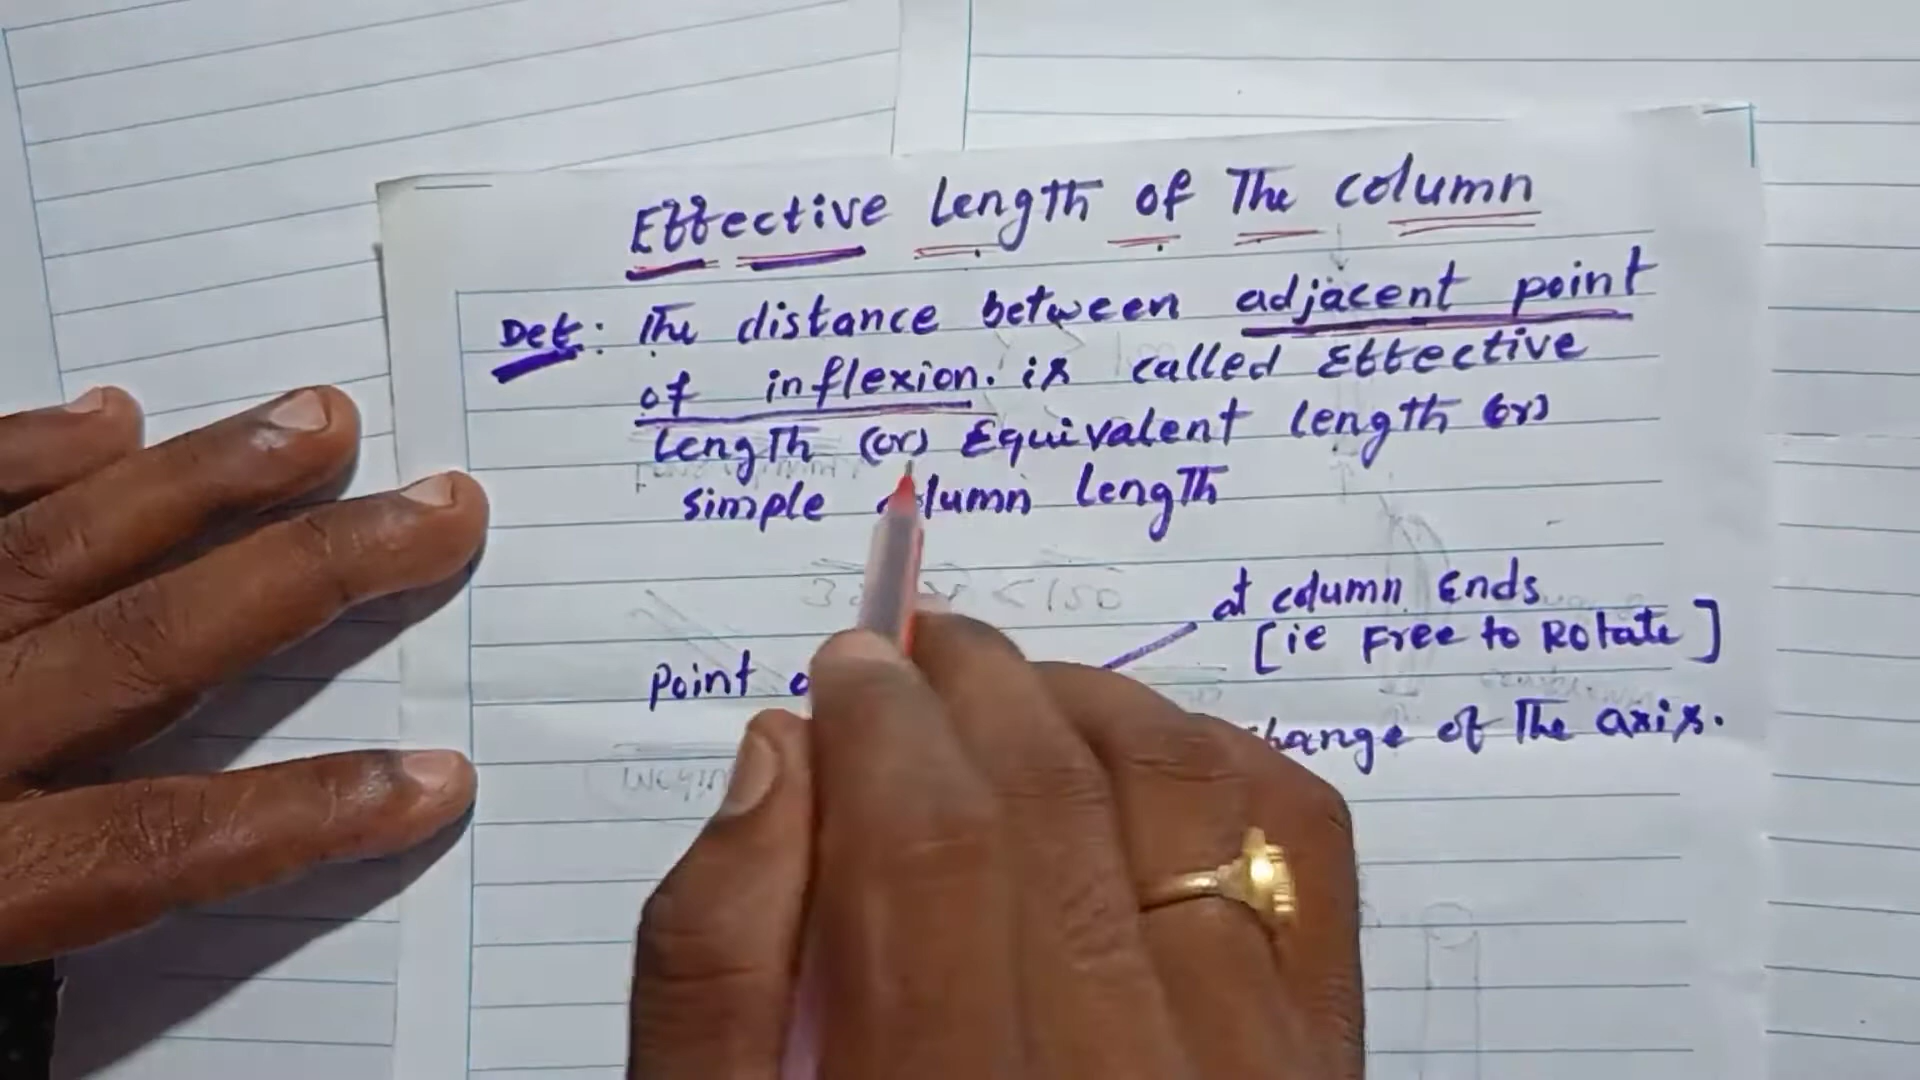 Effective Length of The column
Def: The distance between adjacent point
of inflexion. is called Effective
Length (or) Equivalent length (or)
simple column Length
at column Ends
[ie Free to Rotate]
Point
change of The axis.